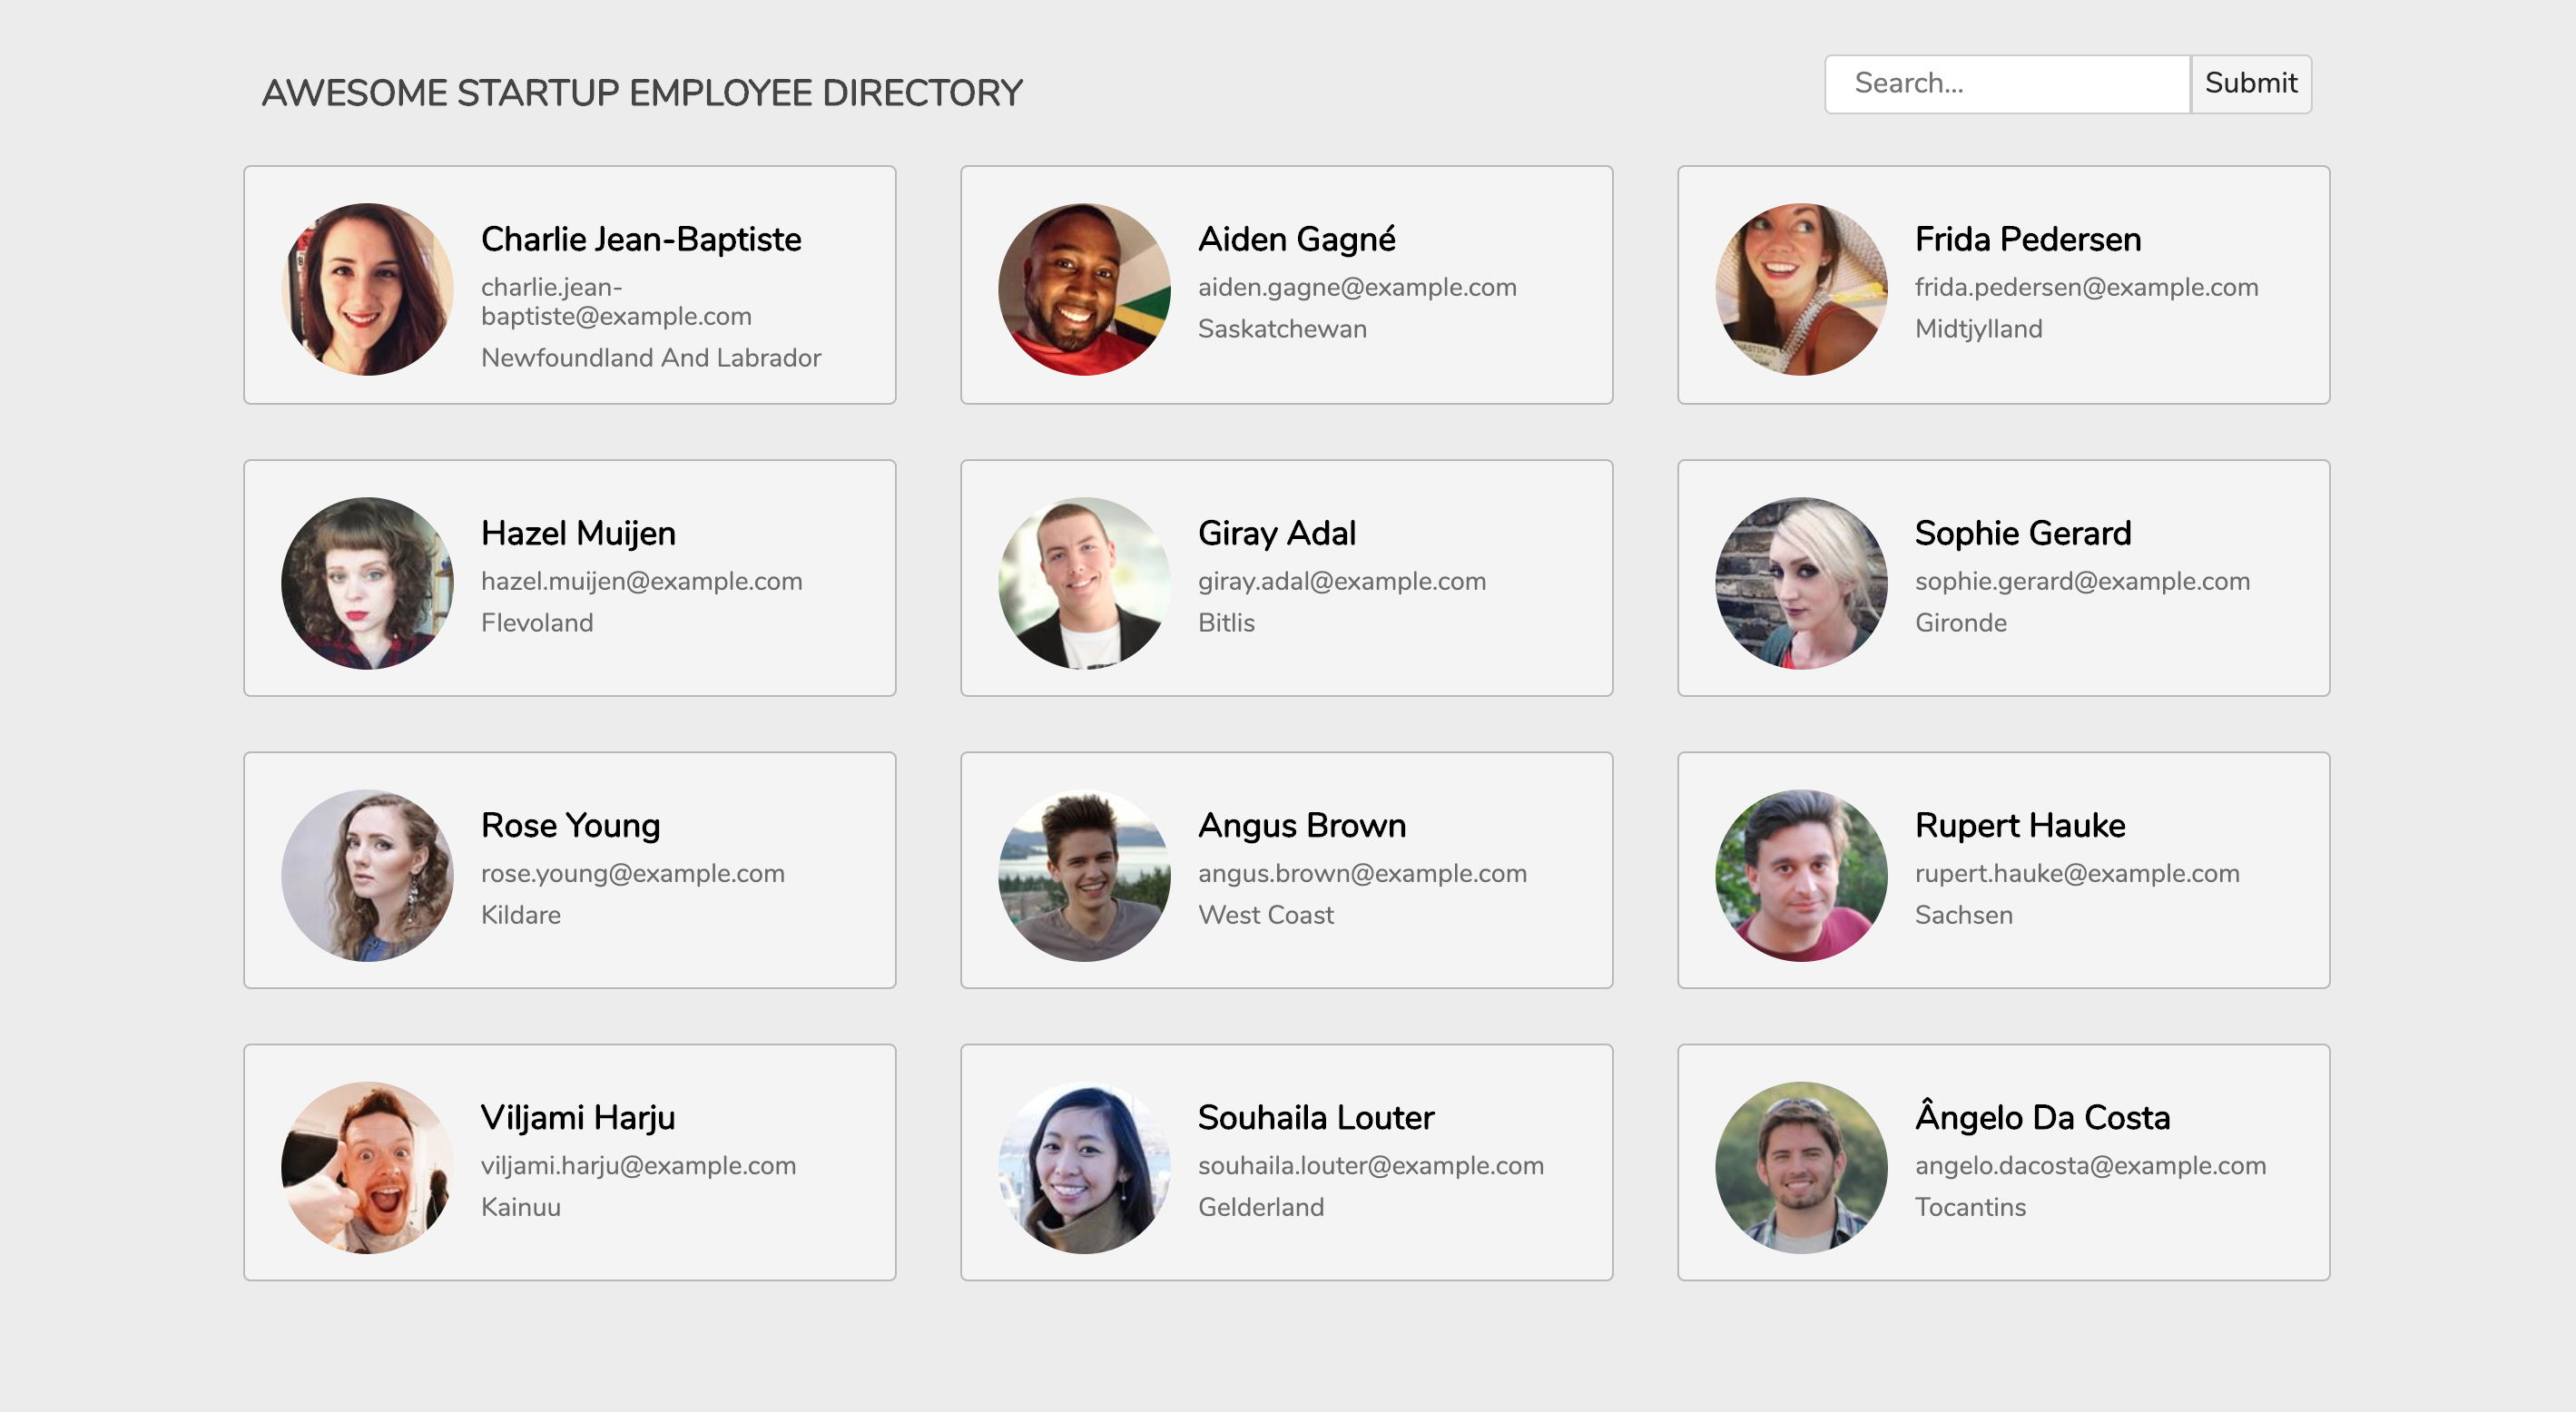 AWESOME STARTUP EMPLOYEE DIRECTORY
Search...
Submit
Charlie Jean-Baptiste
charlie.jean-
baptiste@example.com
Newfoundland And Labrador
Aiden Gagné
aiden.gagne@example.com
Saskatchewan
Frida Pedersen
frida.pedersen@example.com
Midtjylland
HASTINGS
Hazel Muijen
hazel.muijen@example.com
Flevoland
Giray Adal
giray.adal@example.com
Bitlis
Sophie Gerard
sophie.gerard@example.com
Gironde
Rose Young
rose.young@example.com
Kildare
Angus Brown
angus.brown@example.com
West Coast
Rupert Hauke
rupert.hauke@example.com
Sachsen
Viljami Harju
viljami.harju@example.com
Kainuu
Souhaila Louter
souhaila.louter@example.com
Gelderland
Ângelo Da Costa
angelo.dacosta@example.com
Tocantins